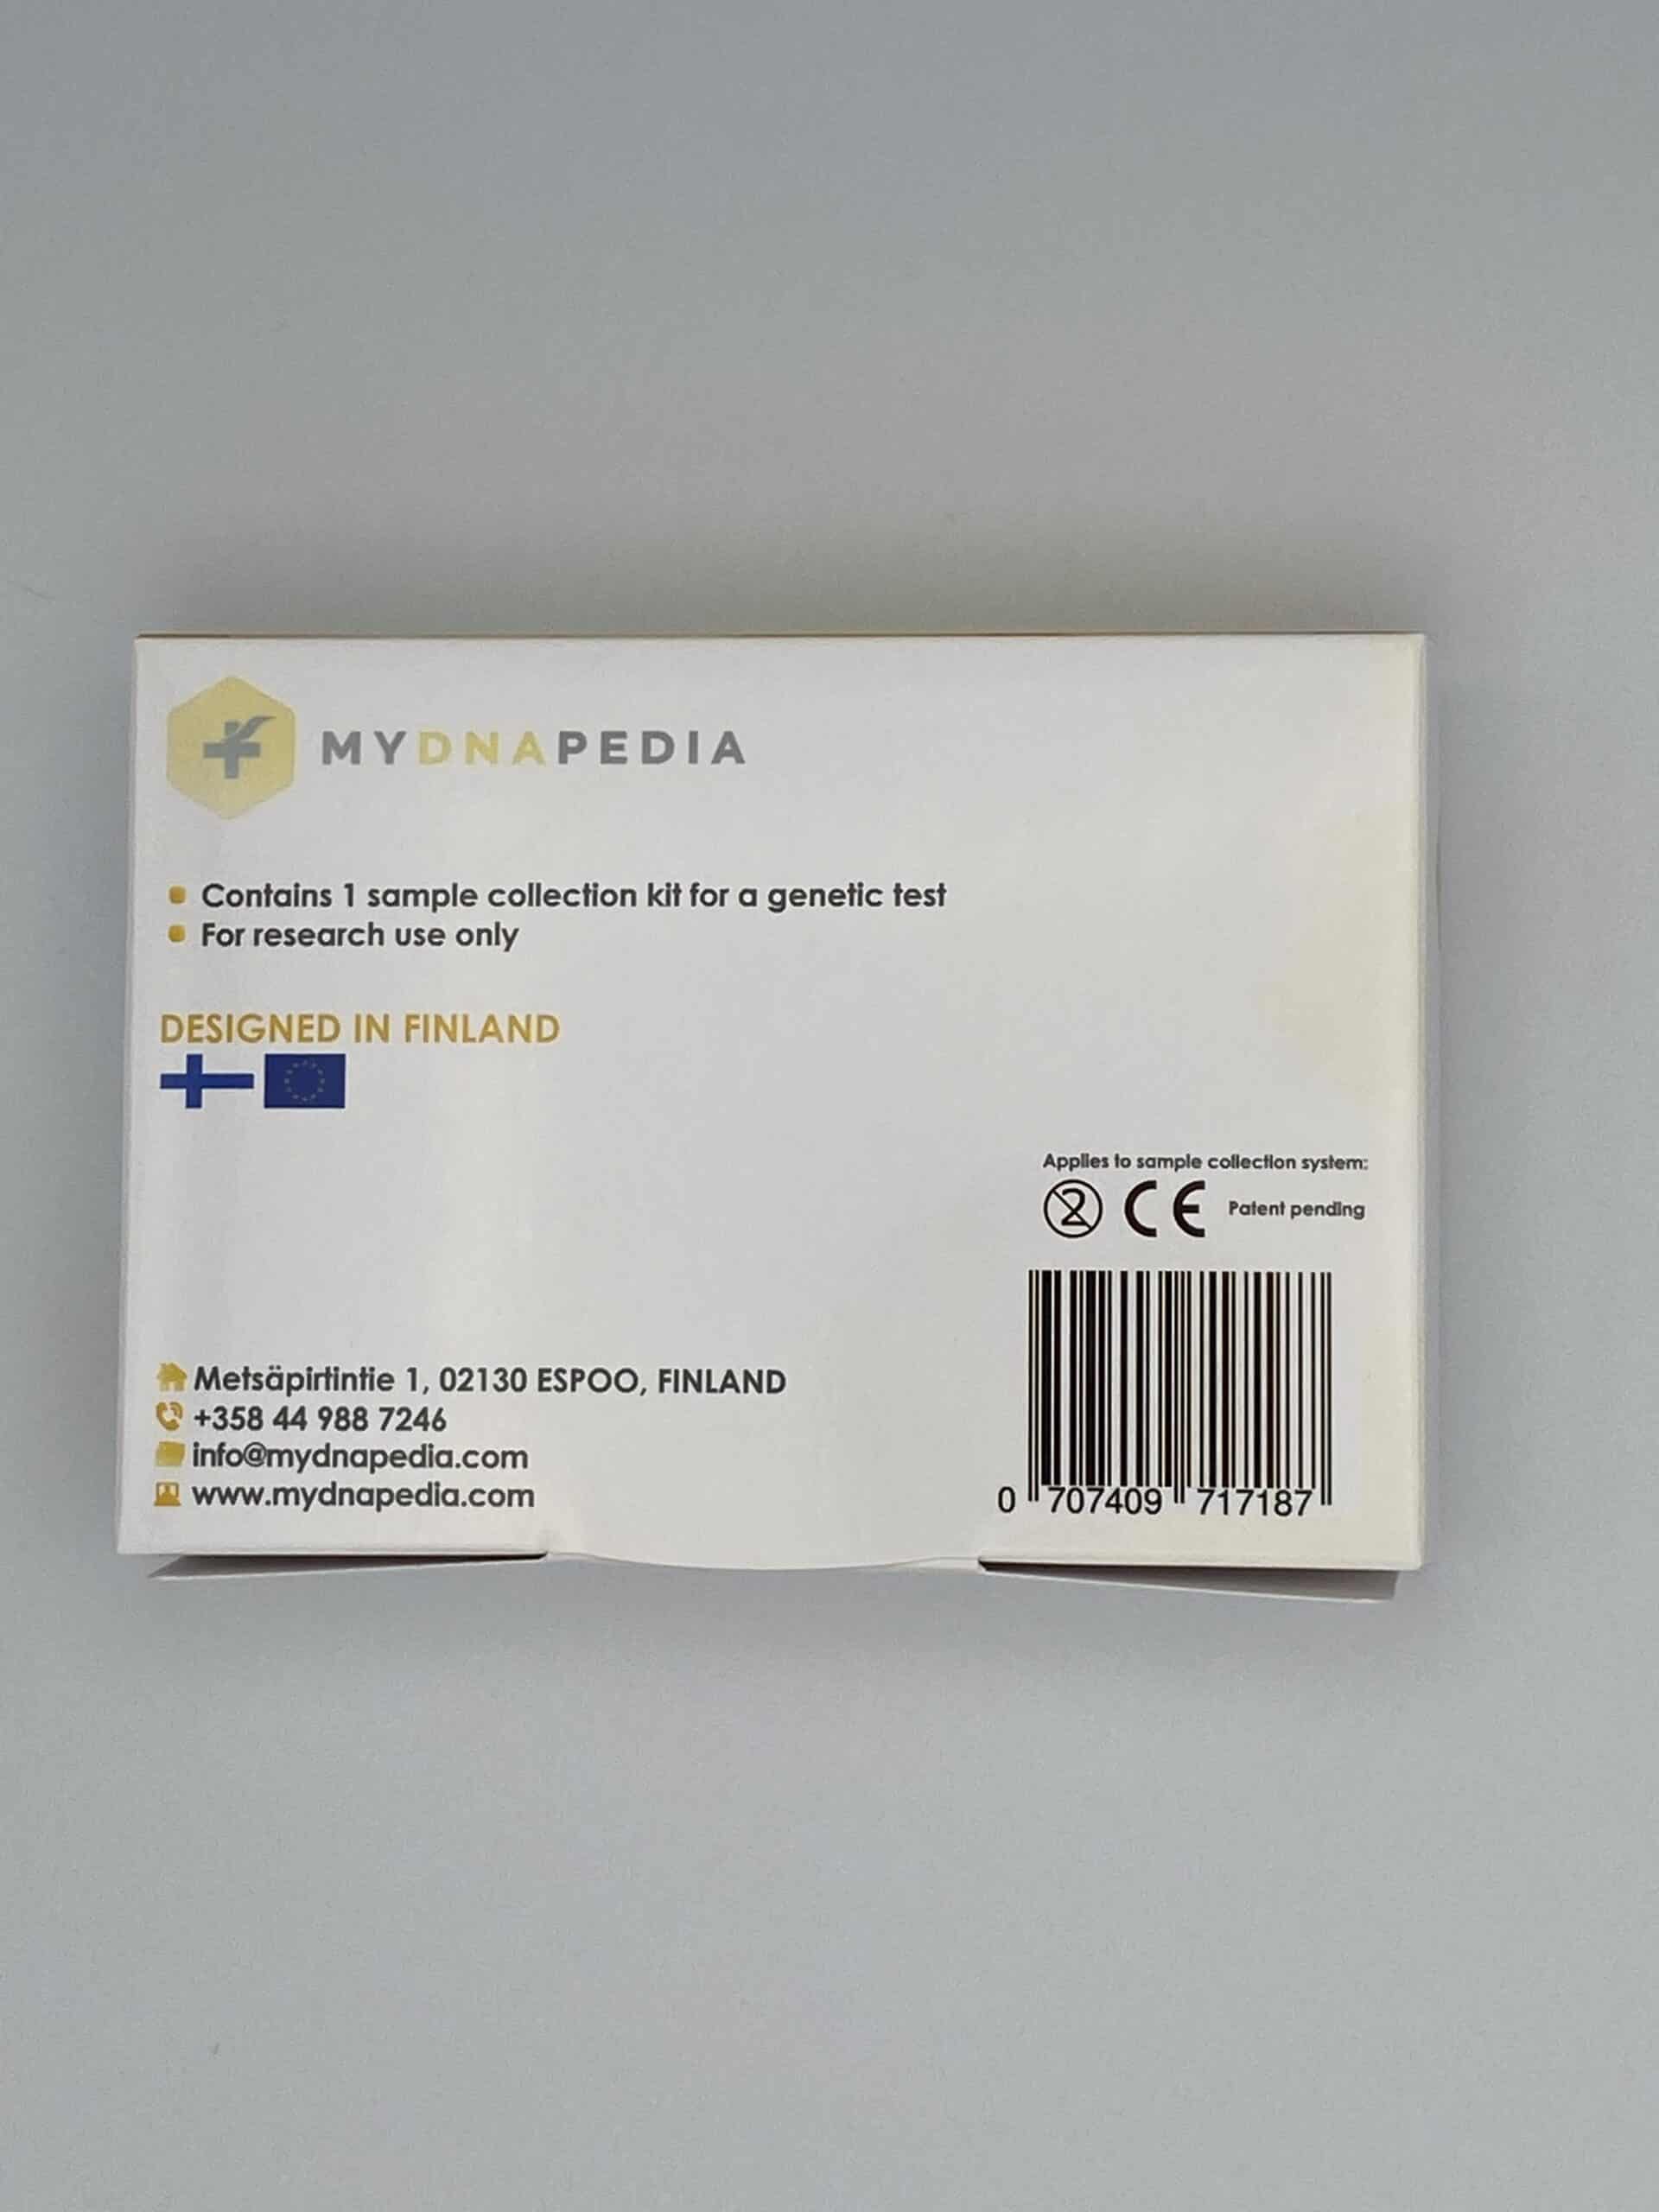 MYDNAPEDIA
Contains 1 sample collection kit for a genetic test
For research use only
DESIGNED IN FINLAND
Applies to sample collection system:
2 CE Patent pending
Metsäpirtintie 1, 02130 ESPOO, FINLAND
+358 44 988 7246
info@mydnapedia.com
www.mydnapedia.com
0 707409 717187